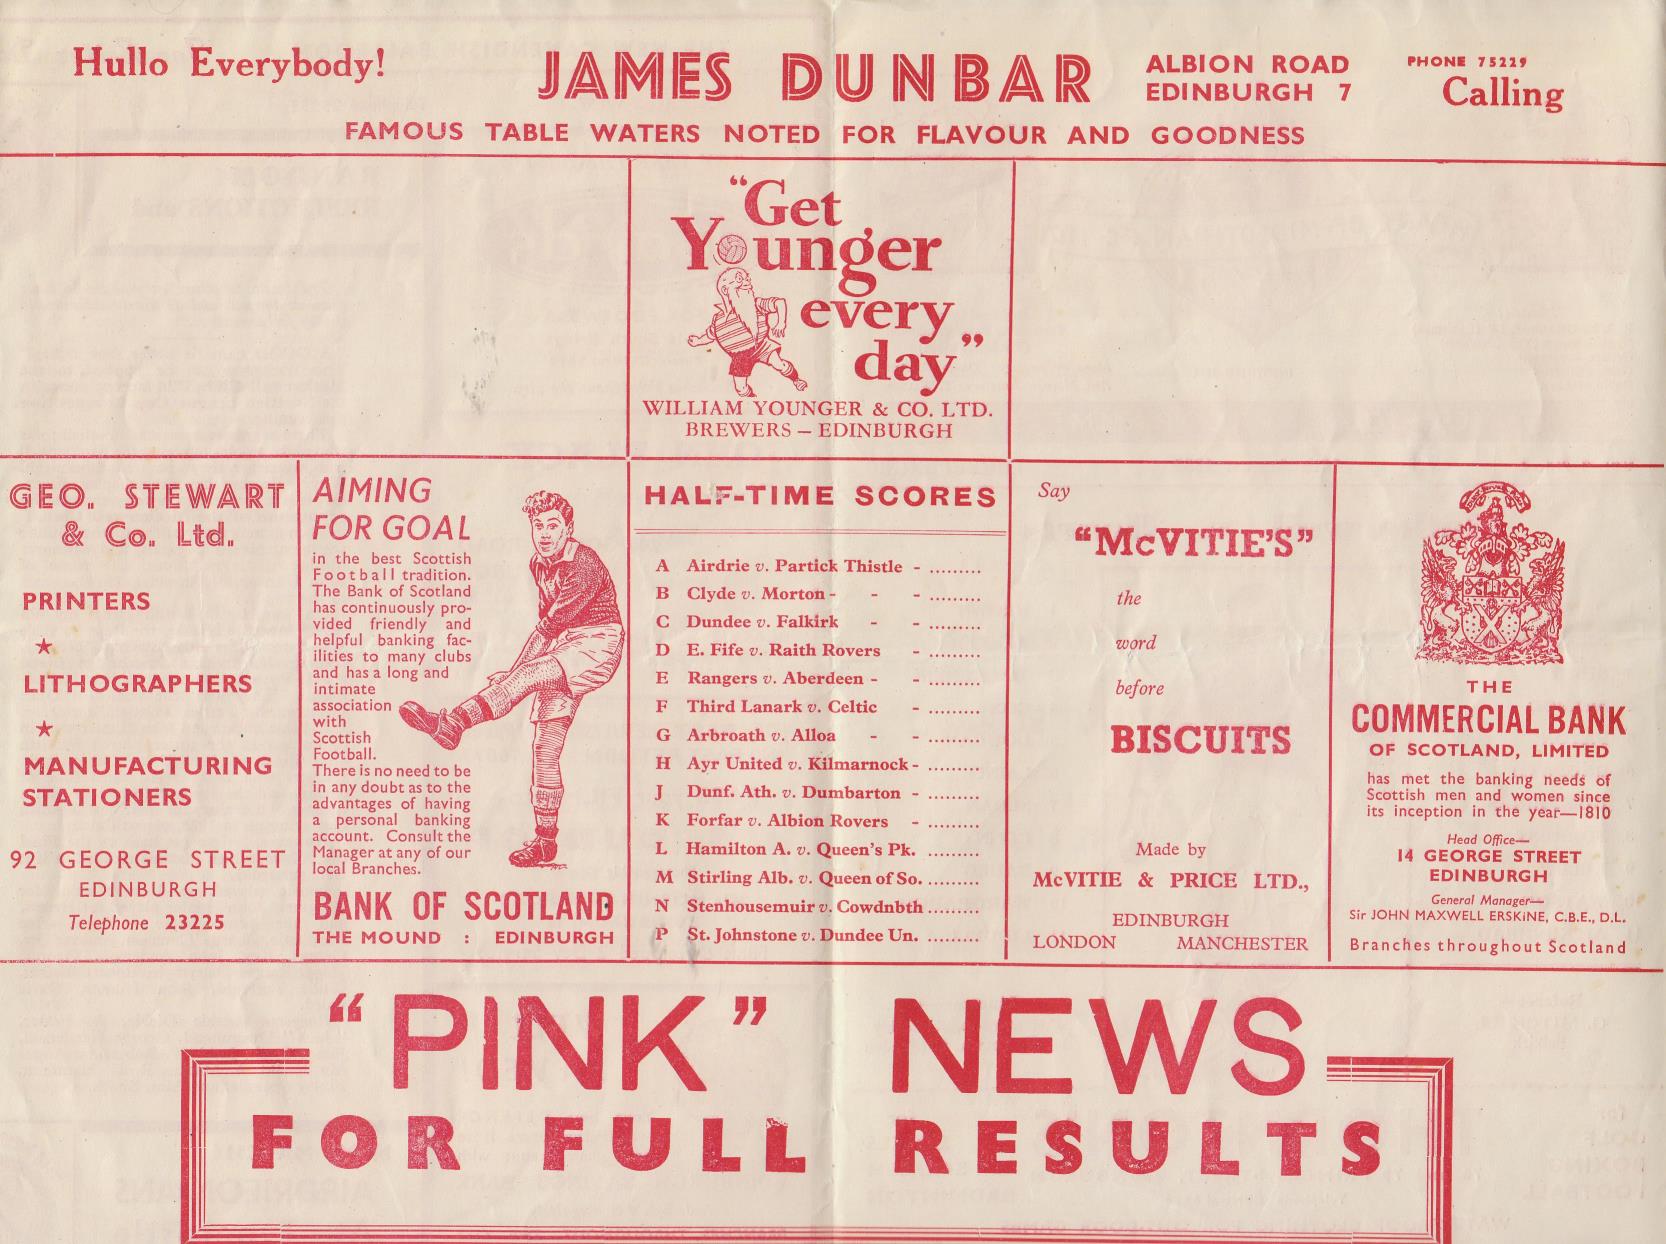 Hullo Everybody!
JAMES DUNBAR
ALBION ROAD
EDINBURGH 7
PHONE 75229
Calling
FAMOUS TABLE WATERS NOTED FOR FLAVOUR AND GOODNESS
"Get
Younger
every
day"
WILLIAM YOUNGER & CO. LTD.
BREWERS – EDINBURGH
GEO. STEWART
& Co. Ltd.
PRINTERS
★
LITHOGRAPHERS
★
MANUFACTURING
STATIONERS
92 GEORGE STREET
EDINBURGH
Telephone 23225
AIMING
FOR GOAL
in the best Scottish
Football tradition.
The Bank of Scotland
has continuously pro-
vided friendly and
helpful banking fac-
ilities to many clubs
and has a long and
intimate
association
with
Scottish
Football.
There is no need to be
in any doubt as to the
advantages of having
a personal banking
account. Consult the
Manager at any of our
local Branches.
BANK OF SCOTLAND
THE MOUND : EDINBURGH
HALF-TIME SCORES
A Airdrie v. Partick Thistle - .........
B Clyde v. Morton - - - .........
C Dundee v. Falkirk - - .........
D E. Fife v. Raith Rovers - .........
E Rangers v. Aberdeen - - .........
F Third Lanark v. Celtic - .........
G Arbroath v. Alloa - - .........
H Ayr United v. Kilmarnock - .........
J Dunf. Ath. v. Dumbarton - .........
K Forfar v. Albion Rovers - .........
L Hamilton A. v. Queen's Pk. .........
M Stirling Alb. v. Queen of So. .........
N Stenhousemuir v. Cowdnbth .........
P St. Johnstone v. Dundee Un. .........
Say
"McVITIE'S"
the
word
before
BISCUITS
Made by
McVITIE & PRICE LTD.,
EDINBURGH
LONDON MANCHESTER
THE
COMMERCIAL BANK
OF SCOTLAND, LIMITED
has met the banking needs of
Scottish men and women since
its inception in the year—1810
Head Office—
14 GEORGE STREET
EDINBURGH
General Manager—
Sir JOHN MAXWELL ERSKINE, C.B.E., D.L.
Branches throughout Scotland
"PINK" NEWS
FOR FULL RESULTS